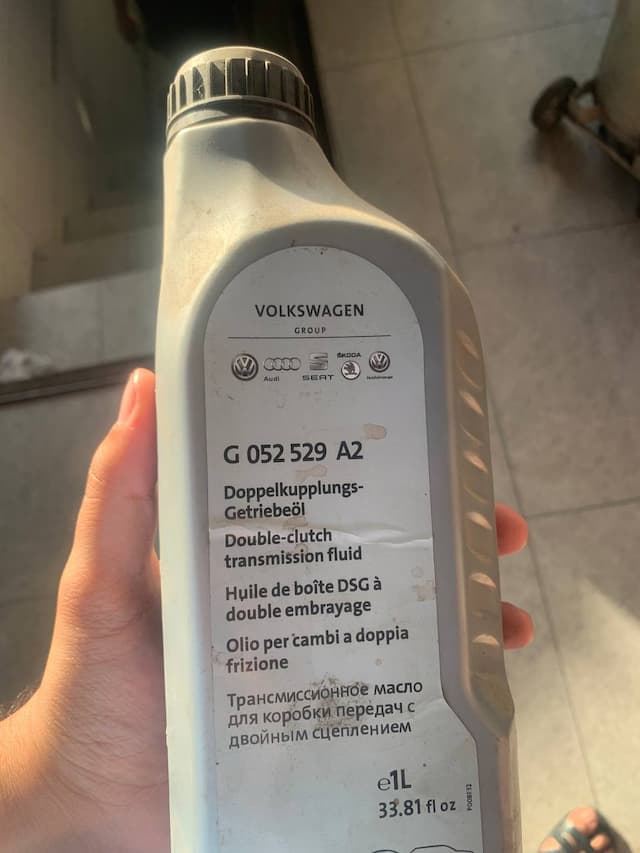 VOLKSWAGEN
GROUP
Audi
SEAT
ŠKODA
G 052 529 A2
Doppelkupplungs-
Getriebeöl
Double-clutch
transmission fluid
Huile de boîte DSG à
double embrayage
Olio per cambi a doppia
frizione
Трансмиссионное масло
для коробки передач с
двойным сцеплением
e1L
33.81 fl oz